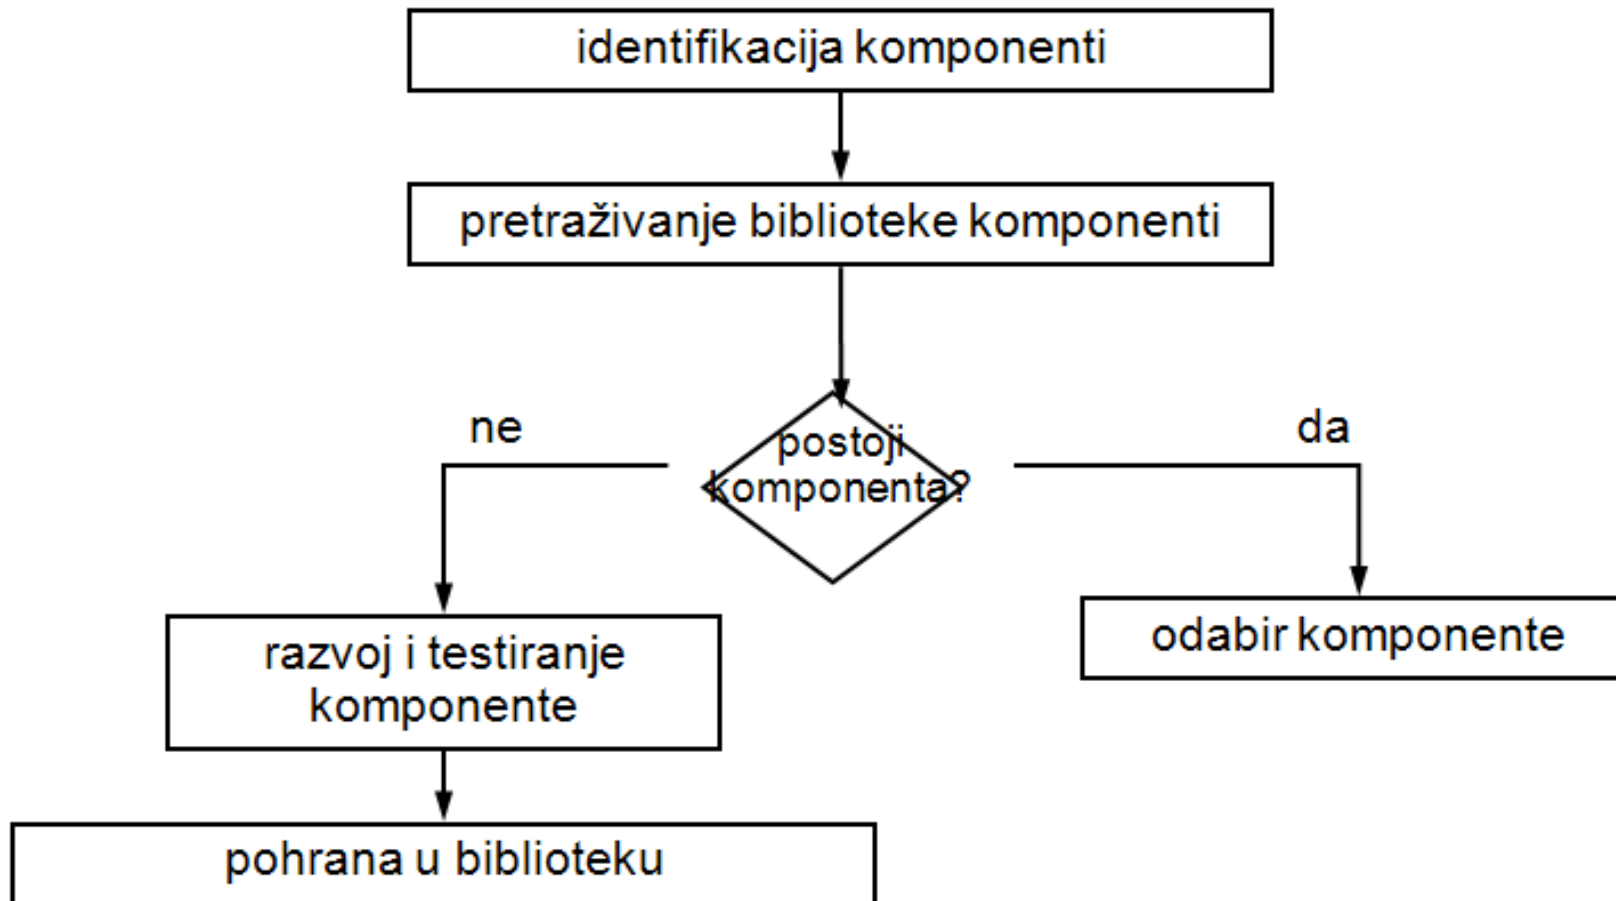 identifikacija komponenti
pretraživanje biblioteke komponenti
ne
postoji
komponenta?
da
razvoj i testiranje
komponente
odabir komponente
pohrana u biblioteku